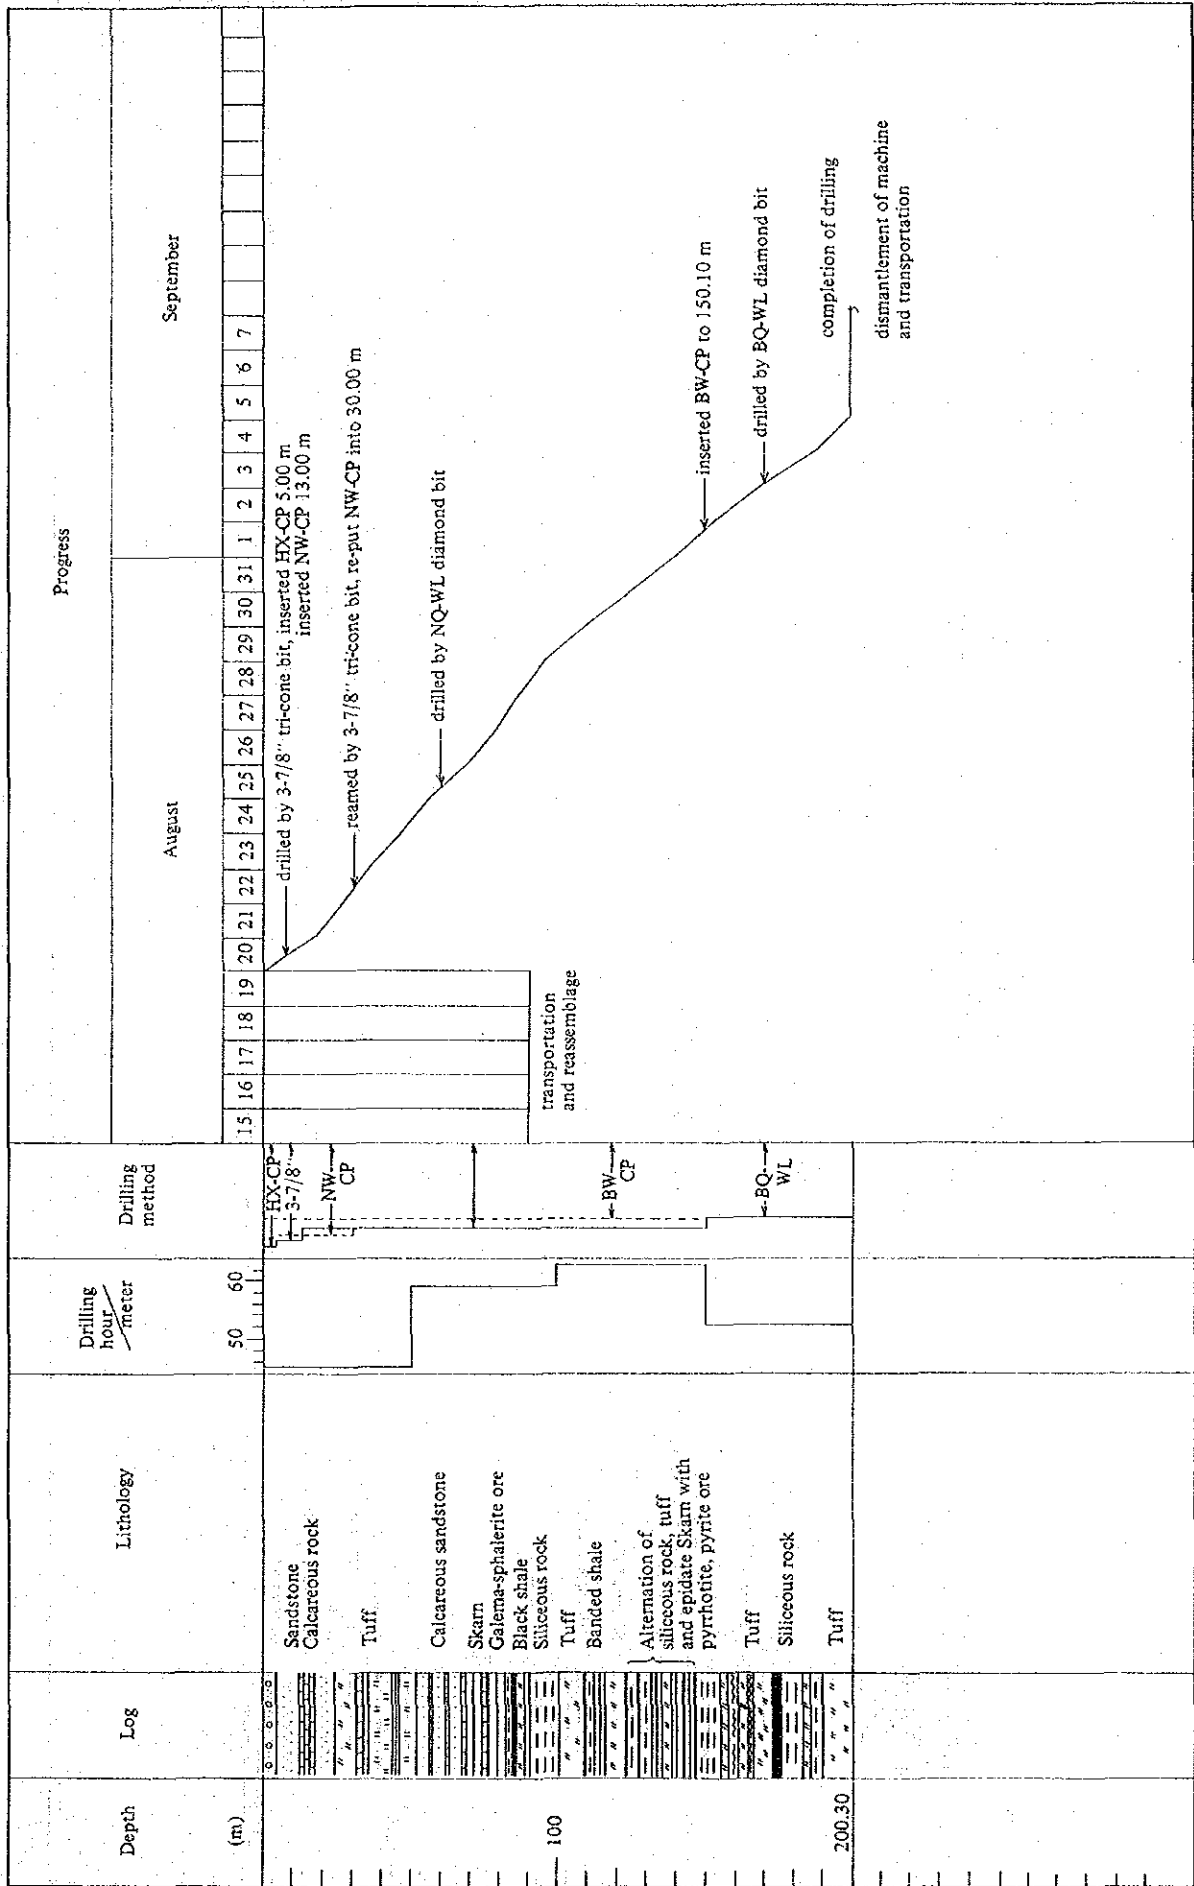 Depth
Log
Lithology
Drilling
hour
meter
Drilling
method
Progress
August
September
(m)
50
60
15
16
17
18
19
20
21
22
23
24
25
26
27
28
29
30
31
1
2
3
4
5
6
7
Sandstone
Calcareous rock
Tuff
Calcareous sandstone
Skarn
Galema-sphalerite ore
Black shale
Siliceous rock
Tuff
Banded shale
Alternation of
siliceous rock, tuff
and epidate Skarn with
pyrrhotite, pyrite ore
Tuff
Siliceous rock
Tuff
100
200.30
HX-CP
3-7/8"
NW
CP
BW
CP
BQ-
WL
transportation
and reassemblage
drilled by 3-7/8" tri-cone bit, inserted HX-CP 5.00 m
inserted NW-CP 13.00 m
reamed by 3-7/8" tri-cone bit, re-put NW-CP into 30.00 m
drilled by NQ-WL diamond bit
inserted BW-CP to 150.10 m
drilled by BQ-WL diamond bit
completion of drilling
dismantlement of machine
and transportation